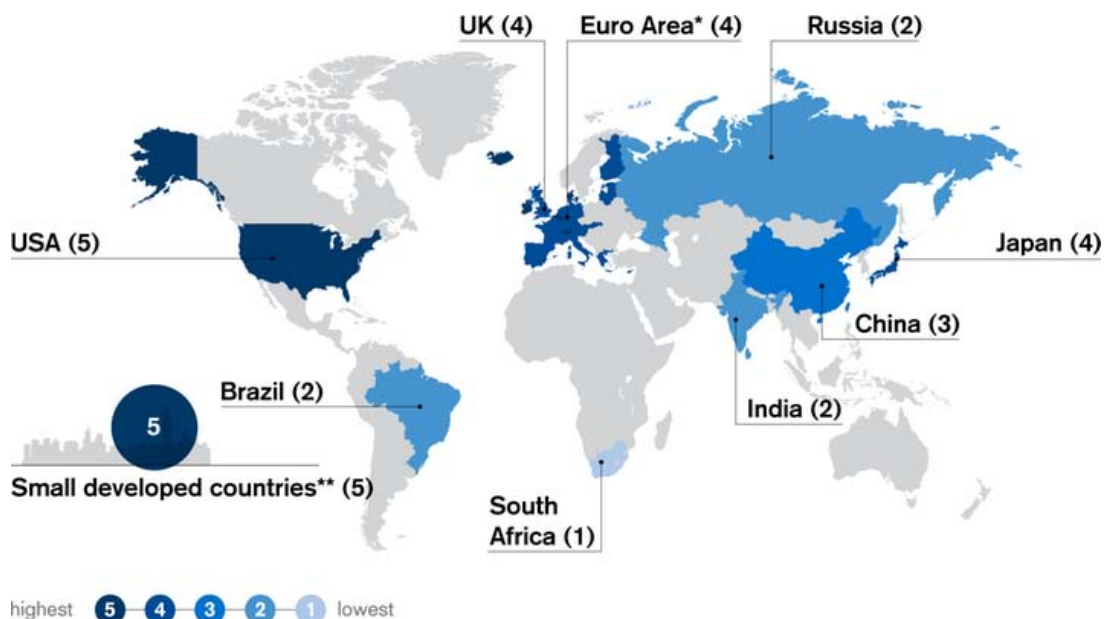 UK (4)
Euro Area* (4)
Russia (2)
USA (5)
Japan (4)
China (3)
Brazil (2)
India (2)
5
Small developed countries** (5)
South
Africa (1)
highest 5 4 3 2 1 lowest